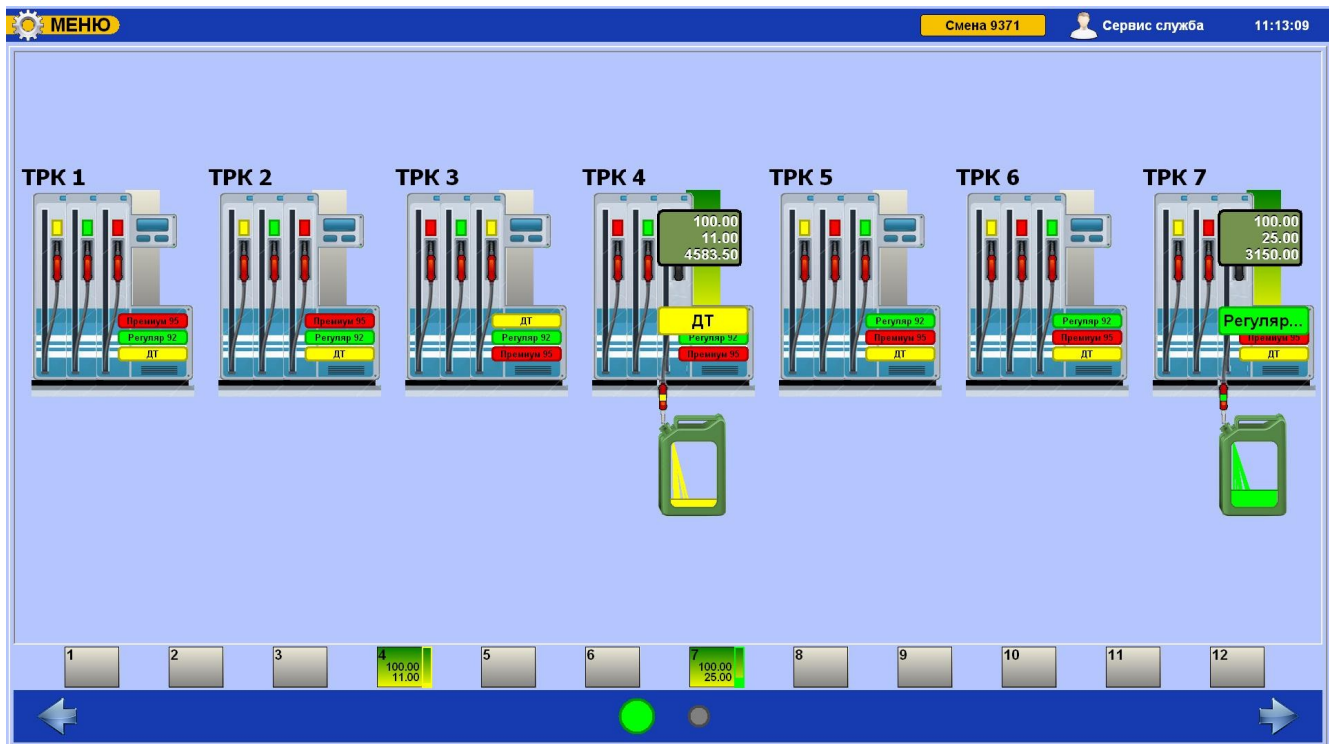 МЕНЮ
Смена 9371
Сервис служба
11:13:09
ТРК 1
Премиум 95
Регуляр 92
ДТ
ТРК 2
Премиум 95
Регуляр 92
ДТ
ТРК 3
ДТ
Регуляр 92
Премиум 95
ТРК 4
100.00
11.00
4583.50
ДТ
Регуляр 92
Премиум 95
ТРК 5
Регуляр 92
Премиум 95
ДТ
ТРК 6
Регуляр 92
Премиум 95
ДТ
ТРК 7
100.00
25.00
3150.00
Регуляр...
Премиум 95
ДТ
1
2
3
4
100.00
11.00
5
6
7
100.00
25.00
8
9
10
11
12